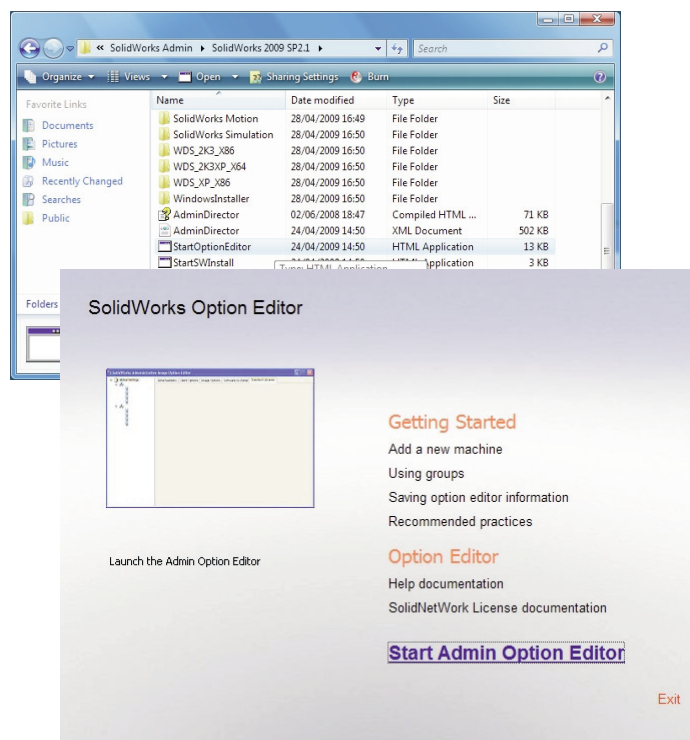 « SolidWorks Admin ▸ SolidWorks 2009 SP2.1 ▸ Search
Organize Views Open Sharing Settings Burn
Favorite Links
Documents
Pictures
Music
Recently Changed
Searches
Public
Folders
Name Date modified Type Size
SolidWorks Motion 28/04/2009 16:49 File Folder
SolidWorks Simulation 28/04/2009 16:50 File Folder
WDS_2K3_X86 28/04/2009 16:50 File Folder
WDS_2K3XP_X64 28/04/2009 16:50 File Folder
WDS_XP_X86 28/04/2009 16:50 File Folder
WindowsInstaller 28/04/2009 16:50 File Folder
AdminDirector 02/06/2008 18:47 Compiled HTML ... 71 KB
AdminDirector 24/04/2009 14:50 XML Document 502 KB
StartOptionEditor 24/04/2009 14:50 HTML Application 13 KB
StartSWInstall Application 3 KB
Type: HTML Application
SolidWorks Option Editor
Launch the Admin Option Editor
Getting Started
Add a new machine
Using groups
Saving option editor information
Recommended practices
Option Editor
Help documentation
SolidNetWork License documentation
Start Admin Option Editor
Exit